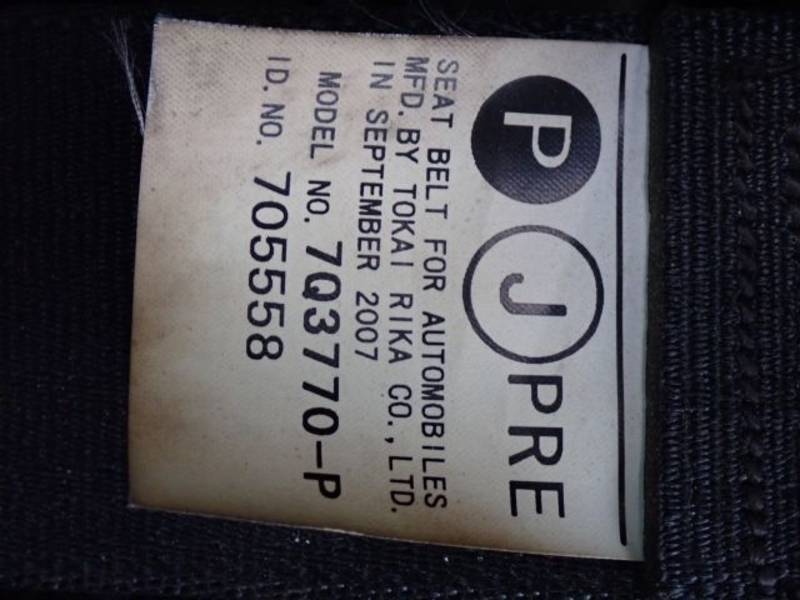 P J PRE
SEAT BELT FOR AUTOMOBILES
MFD. BY TOKAI RIKA CO., LTD.
IN SEPTEMBER 2007
MODEL NO. 7Q3770-P
ID. NO. 705558